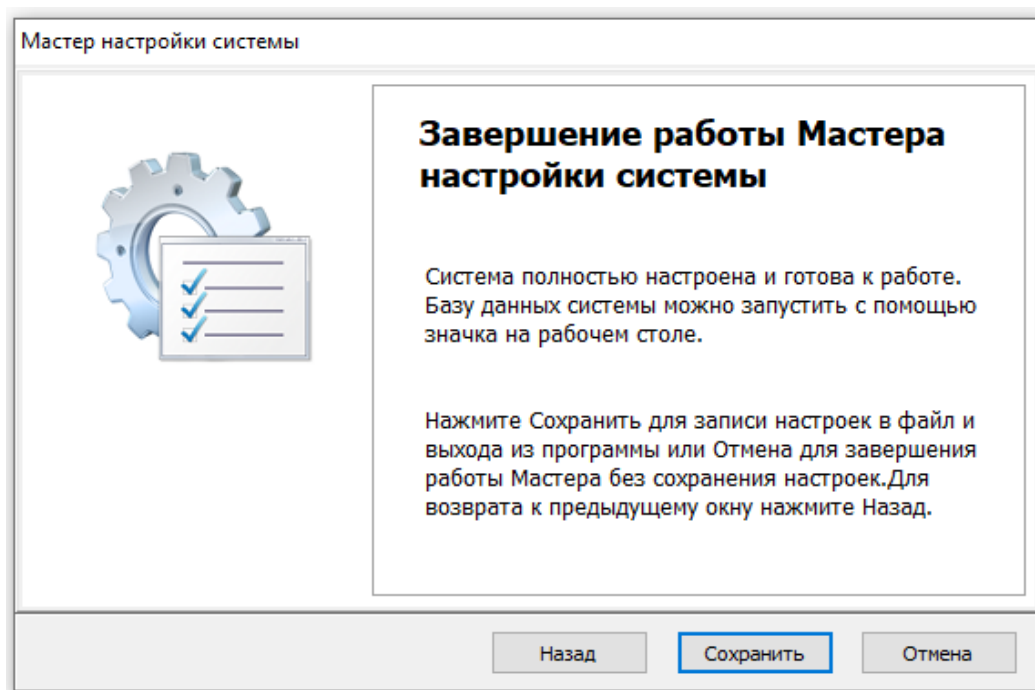 Мастер настройки системы
Завершение работы Мастера
настройки системы
Система полностью настроена и готова к работе.
Базу данных системы можно запустить с помощью
значка на рабочем столе.
Нажмите Сохранить для записи настроек в файл и
выхода из программы или Отмена для завершения
работы Мастера без сохранения настроек.Для
возврата к предыдущему окну нажмите Назад.
Назад Сохранить Отмена